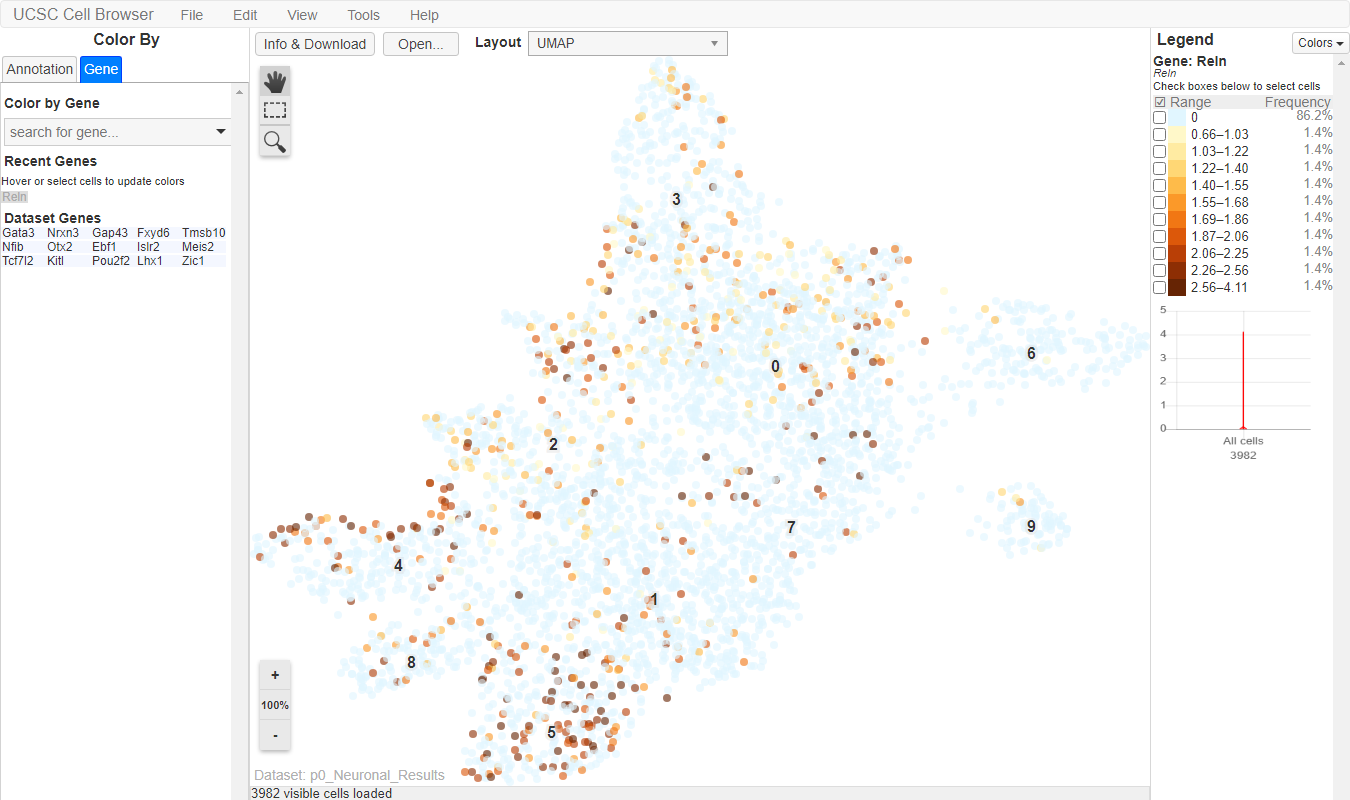 UCSC Cell Browser File Edit View Tools Help
Color By
Annotation Gene
Color by Gene
search for gene...
Recent Genes
Hover or select cells to update colors
Reln
Dataset Genes
Gata3 Nrxn3 Gap43 Fxyd6 Tmsb10
Nfib Otx2 Ebf1 Islr2 Meis2
Tcf7l2 Kitl Pou2f2 Lhx1 Zic1
Info & Download Open... Layout UMAP
3
0
6
2
7
9
4
1
8
5
+
100%
-
Dataset: p0_Neuronal_Results
3982 visible cells loaded
Legend Colors
Gene: Reln
Reln
Check boxes below to select cells
Range Frequency
0 86.2%
0.66–1.03 1.4%
1.03–1.22 1.4%
1.22–1.40 1.4%
1.40–1.55 1.4%
1.55–1.68 1.4%
1.69–1.86 1.4%
1.87–2.06 1.4%
2.06–2.25 1.4%
2.26–2.56 1.4%
2.56–4.11 1.4%
5
4
3
2
1
0
All cells
3982